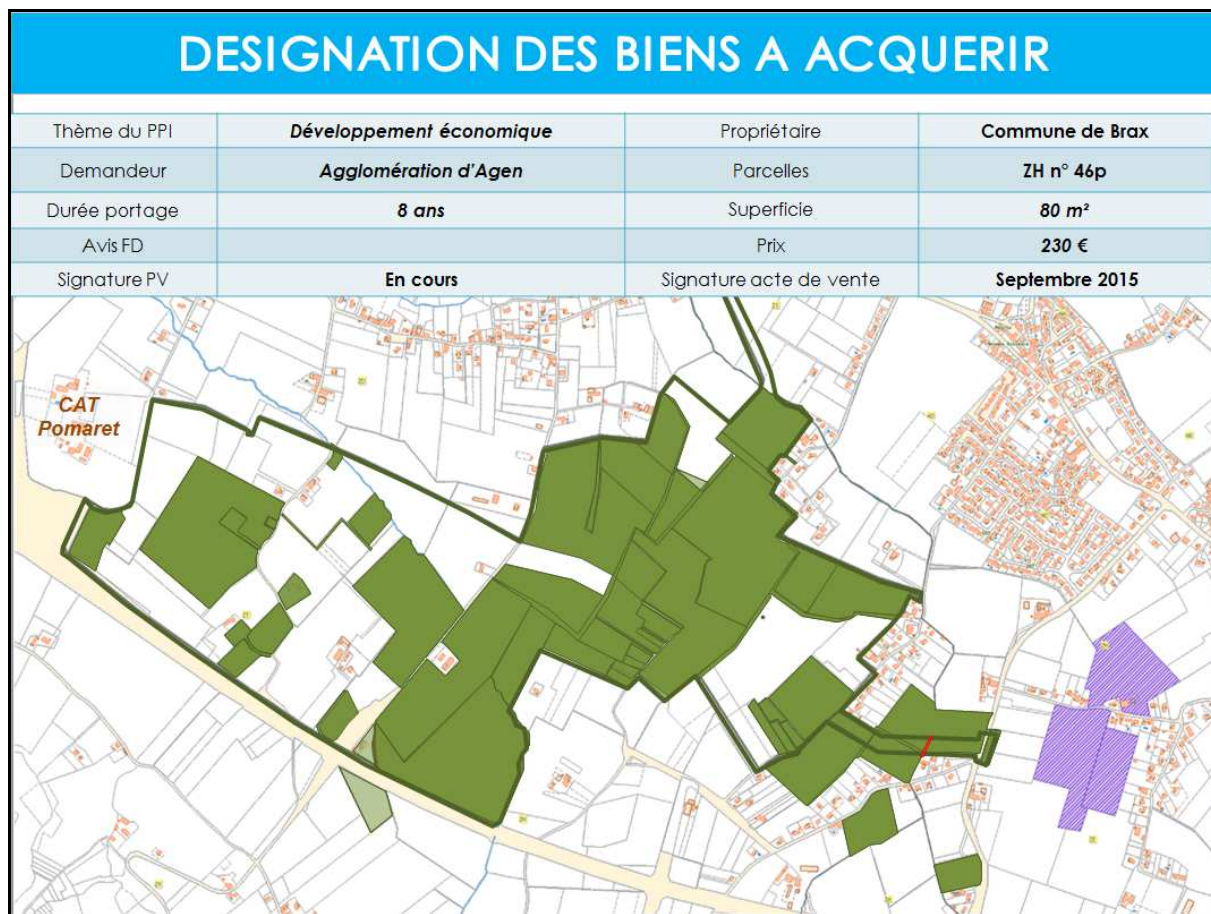 DESIGNATION DES BIENS A ACQUERIR
Thème du PPI Développement économique Propriétaire Commune de Brax
Demandeur Agglomération d'Agen Parcelles ZH n° 46p
Durée portage 8 ans Superficie 80 m²
Avis FD Prix 230 €
Signature PV En cours Signature acte de vente Septembre 2015
CAT
Pomaret